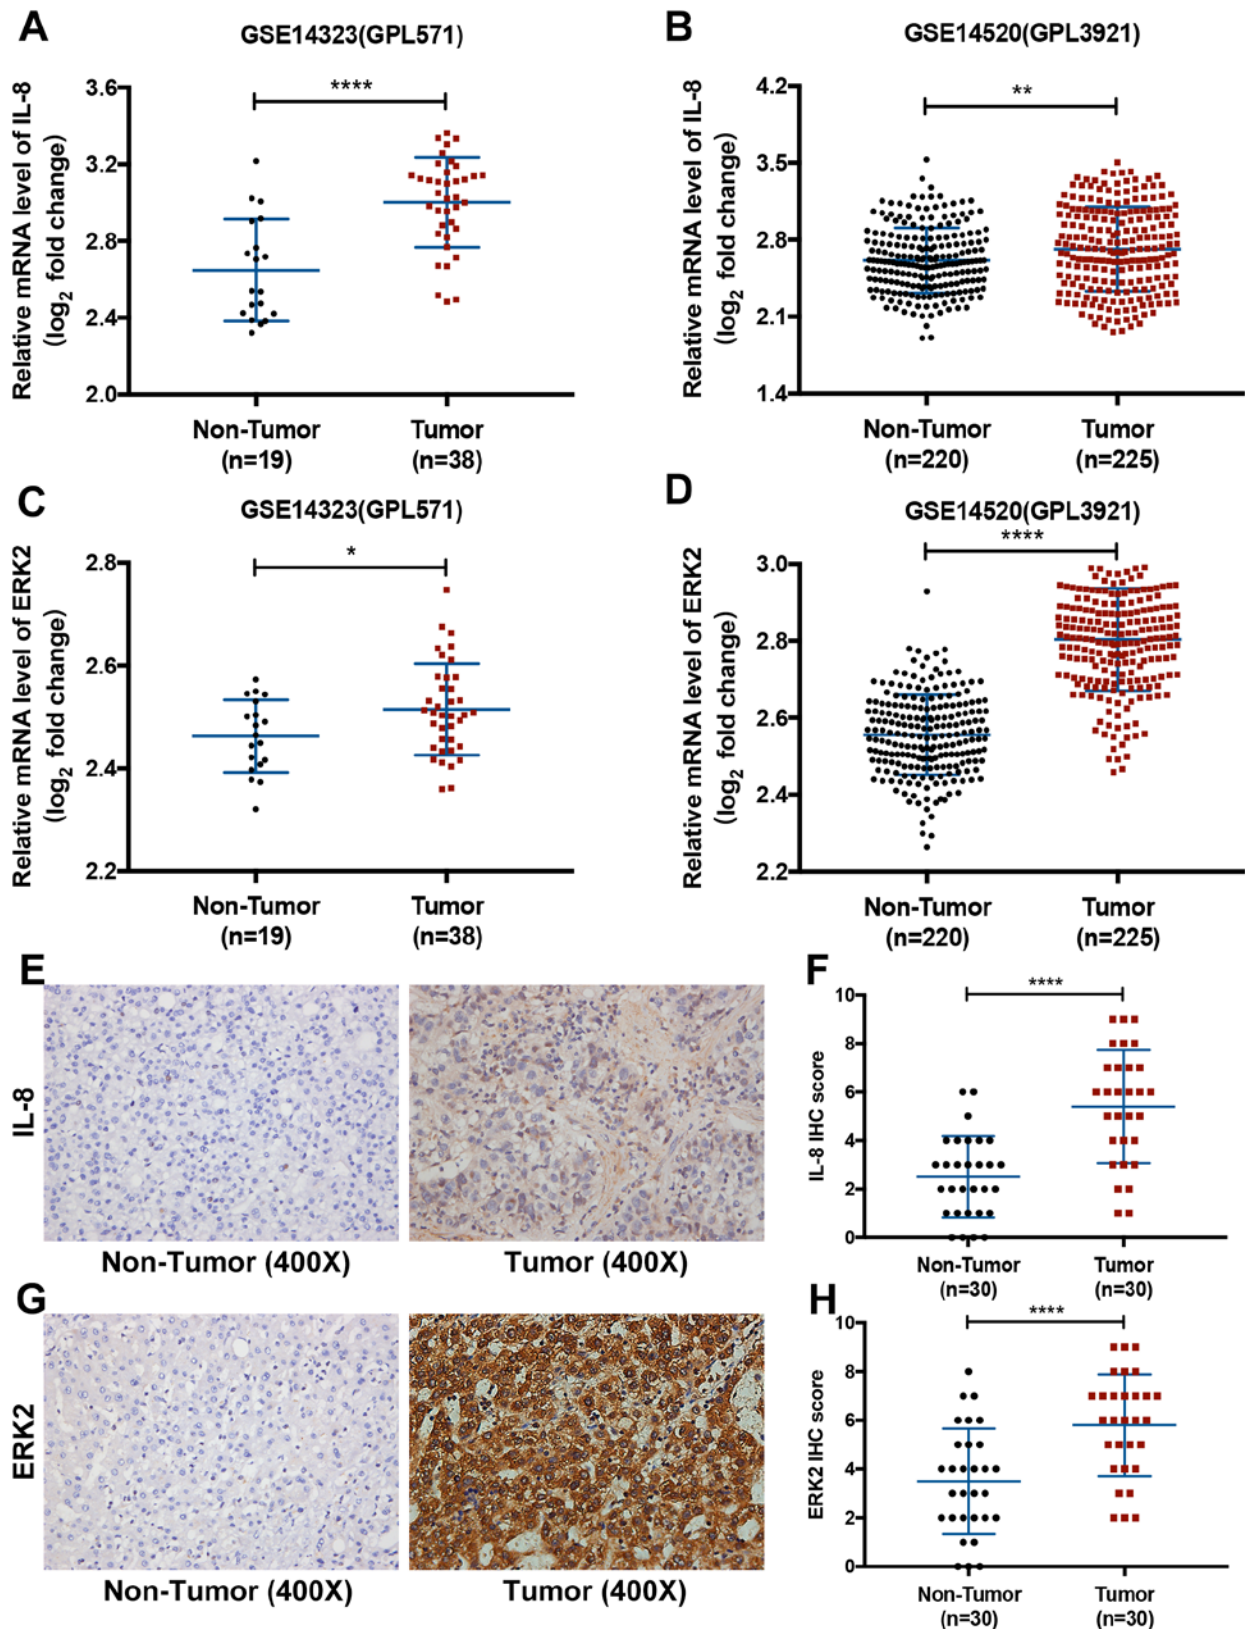 A
GSE14323(GPL571)
Relative mRNA level of IL-8
(log2 fold change)
3.6
3.2
2.8
2.4
2.0
****
Non-Tumor
(n=19)
Tumor
(n=38)
B
GSE14520(GPL3921)
Relative mRNA level of IL-8
(log2 fold change)
4.2
3.5
2.8
2.1
1.4
**
Non-Tumor
(n=220)
Tumor
(n=225)
C
GSE14323(GPL571)
Relative mRNA level of ERK2
(log2 fold change)
2.8
2.6
2.4
2.2
*
Non-Tumor
(n=19)
Tumor
(n=38)
D
GSE14520(GPL3921)
Relative mRNA level of ERK2
(log2 fold change)
3.0
2.8
2.6
2.4
2.2
****
Non-Tumor
(n=220)
Tumor
(n=225)
E
IL-8
Non-Tumor (400X)
Tumor (400X)
F
IL-8 IHC score
10
8
6
4
2
0
****
Non-Tumor
(n=30)
Tumor
(n=30)
G
ERK2
Non-Tumor (400X)
Tumor (400X)
H
ERK2 IHC score
10
8
6
4
2
0
****
Non-Tumor
(n=30)
Tumor
(n=30)